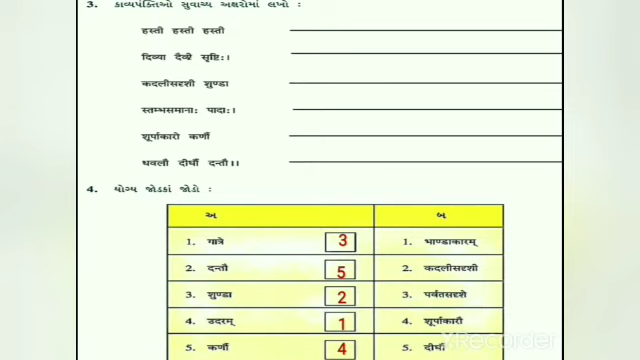 3. કાવ્યપંક્તિઓ સુવાચ્ય અક્ષરોમાં લખો :
हस्ती हस्ती हस्ती
दिव्या दैवी सृष्टिः।
कदलीसदृशी शुण्डा
स्तम्भसमानाः पादाः।
शूर्पाकारो कर्णौ
धवलौ दीर्घौ दन्तौ।।
4. યોગ્ય જોડકાં જોડો :
અ બ
1. गात्रे 3 1. भाण्डाकारम्
2. दन्तौ 5 2. कदलीसदृशी
3. शुण्डा 2 3. पर्वतसदृशे
4. उदरम् 1 4. शूर्पाकारौ
5. कर्णौ 4 5. दीर्घौ
XRecorder